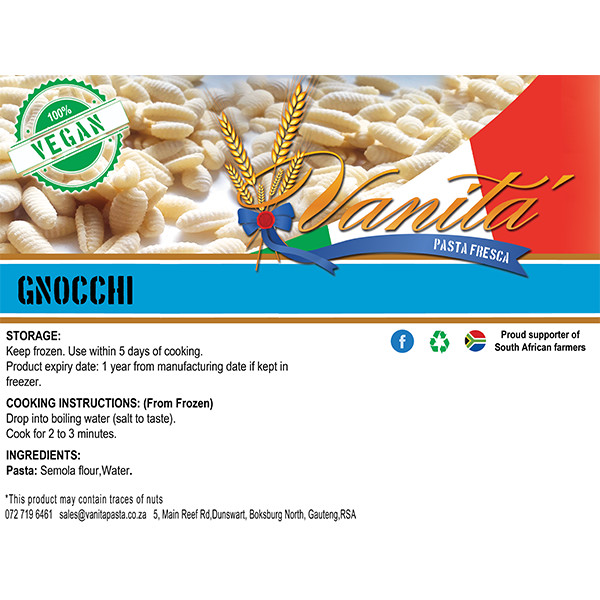 100%
VEGAN
Vanitá
PASTA FRESCA
GNOCCHI
STORAGE:
Keep frozen. Use within 5 days of cooking.
Product expiry date: 1 year from manufacturing date if kept in
freezer.
COOKING INSTRUCTIONS: (From Frozen)
Drop into boiling water (salt to taste).
Cook for 2 to 3 minutes.
INGREDIENTS:
Pasta: Semola flour,Water.
*This product may contain traces of nuts
072 719 6461 sales@vanitapasta.co.za 5, Main Reef Rd,Dunswart, Boksburg North, Gauteng,RSA
f
Proud supporter of
South African farmers